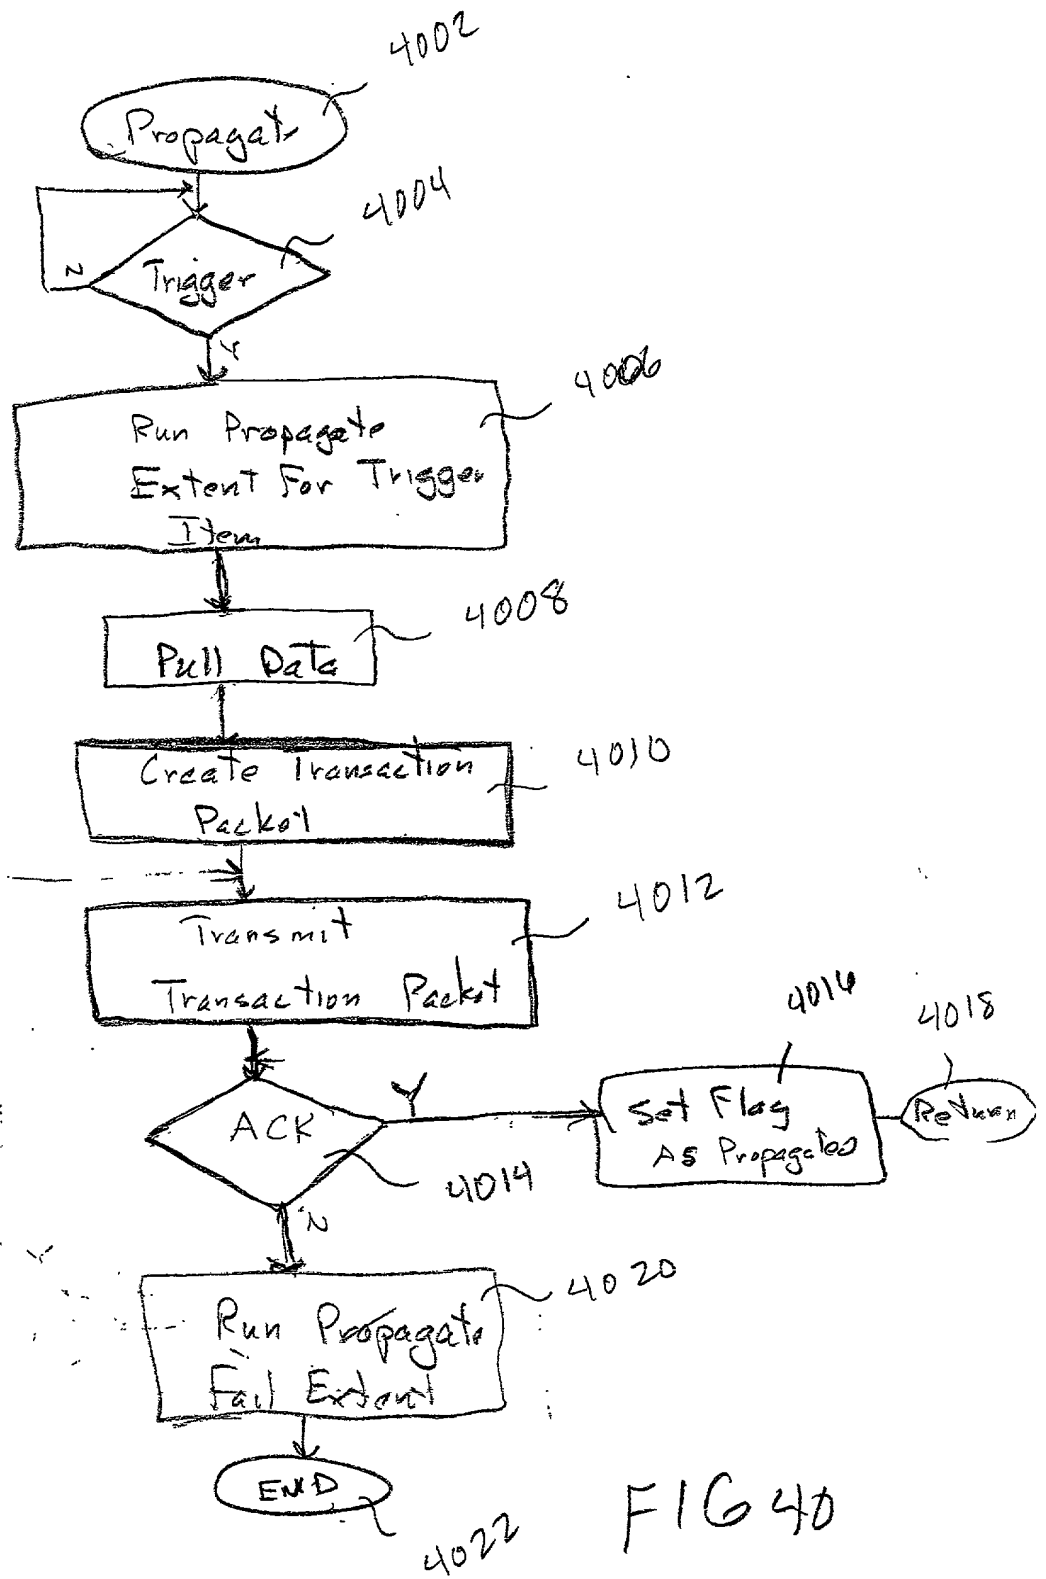 4002
Propagate
4004
Trigger
N
Y
4006
Run Propagate
Extent For Trigger
Item
4008
Pull Data
4010
Create Transaction
Packet
4012
Transmit
Transaction Packet
4016
4018
ACK
Y
Set Flag
As Propagated
Return
4014
N
4020
Run Propagate
Fail Extent
END
4022
FIG 40